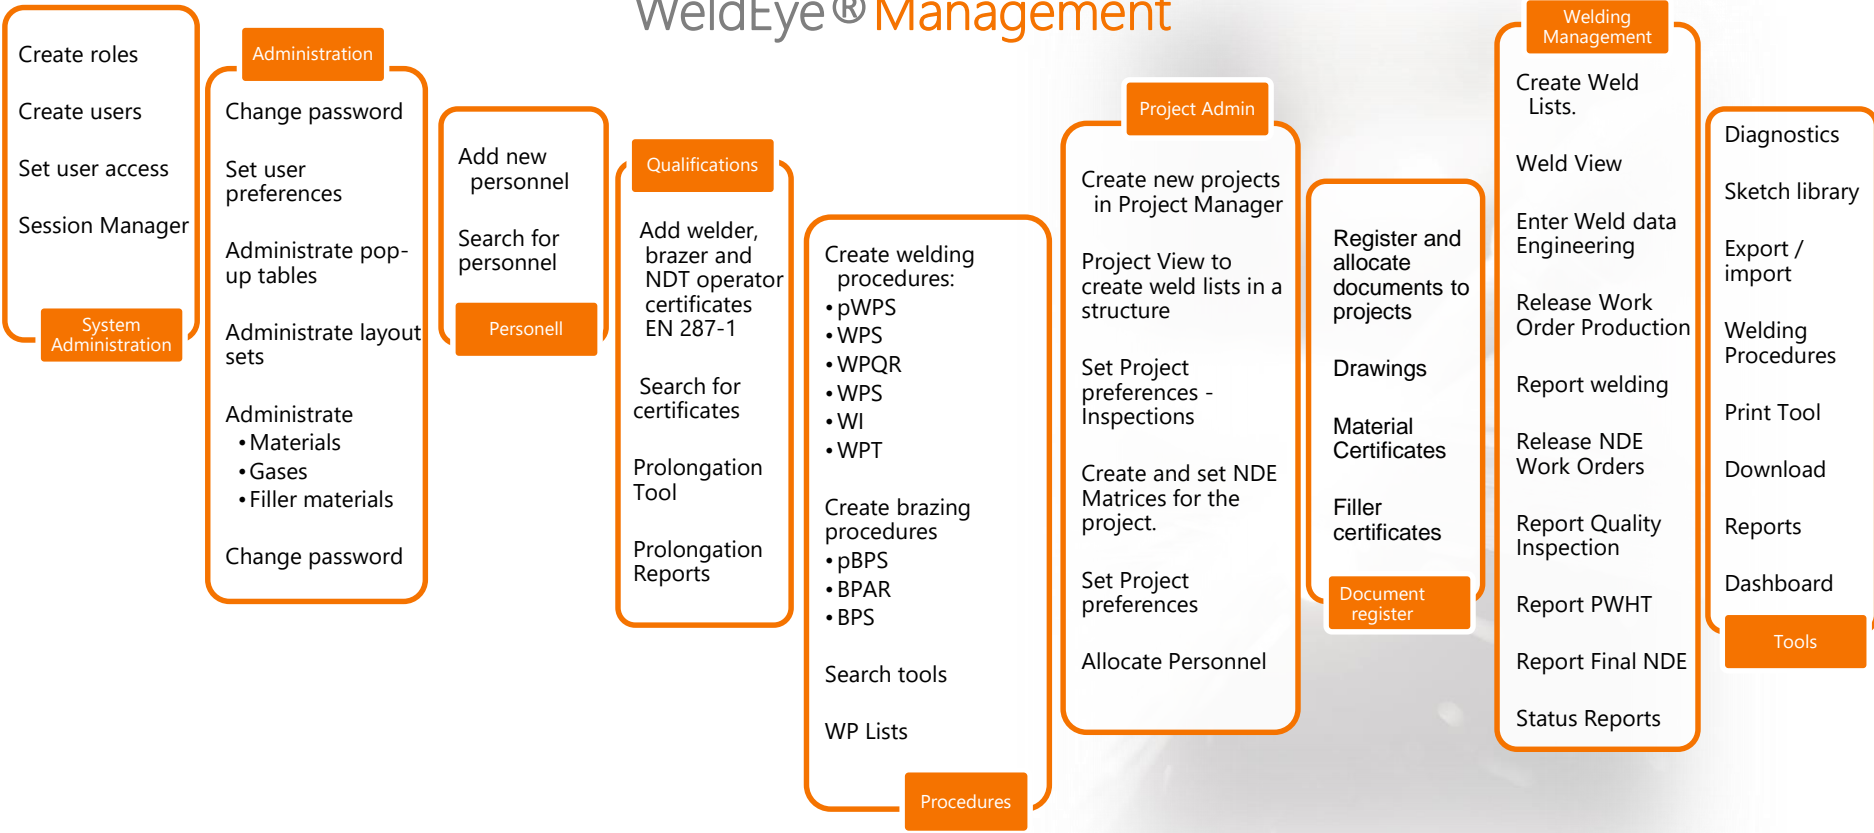 WeldEye® Management
Create roles
Create users
Set user access
Session Manager
System
Administration
Administration
Change password
Set user
preferences
Administrate pop-
up tables
Administrate layout
sets
Administrate
• Materials
• Gases
• Filler materials
Change password
Add new
personnel
Search for
personnel
Personell
Qualifications
Add welder,
brazer and
NDT operator
certificates
EN 287-1
Search for
certificates
Prolongation
Tool
Prolongation
Reports
Create welding
procedures:
• pWPS
• WPS
• WPQR
• WPS
• WI
• WPT
Create brazing
procedures
• pBPS
• BPAR
• BPS
Search tools
WP Lists
Procedures
Project Admin
Create new projects
in Project Manager
Project View to
create weld lists in a
structure
Set Project
preferences -
Inspections
Create and set NDE
Matrices for the
project.
Set Project
preferences
Allocate Personnel
Register and
allocate
documents to
projects
Drawings
Material
Certificates
Filler
certificates
Document
register
Welding
Management
Create Weld
Lists.
Weld View
Enter Weld data
Engineering
Release Work
Order Production
Report welding
Release NDE
Work Orders
Report Quality
Inspection
Report PWHT
Report Final NDE
Status Reports
Diagnostics
Sketch library
Export /
import
Welding
Procedures
Print Tool
Download
Reports
Dashboard
Tools